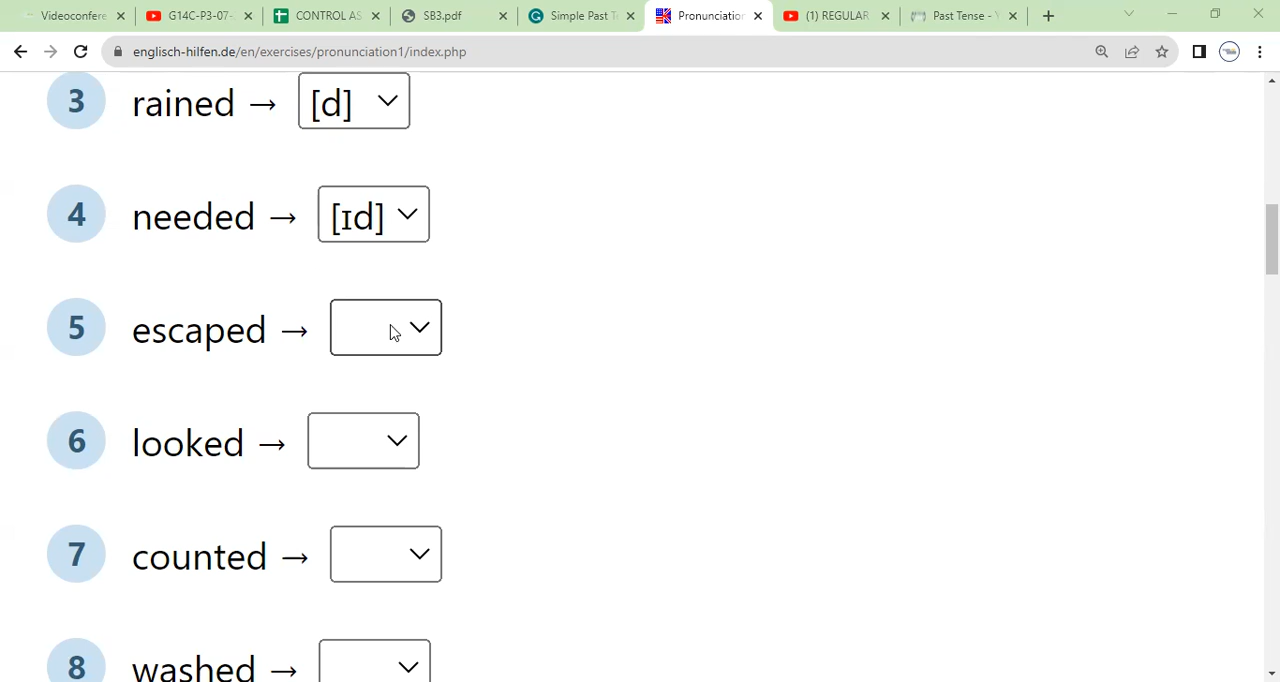 Videoconfere
G14C-P3-07-
CONTROL AS
SB3.pdf
Simple Past T
Pronunciation
(1) REGULAR
Past Tense - Y
englisch-hilfen.de/en/exercises/pronunciation1/index.php
3 rained → [d]
4 needed → [ɪd]
5 escaped →
6 looked →
7 counted →
8 washed →